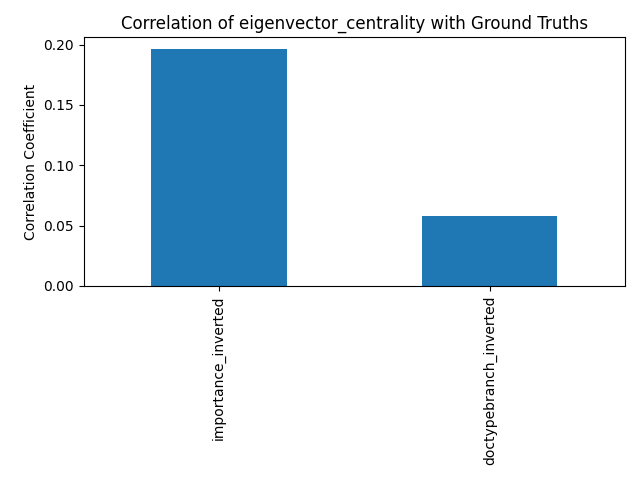 Correlation of eigenvector_centrality with Ground Truths
Correlation Coefficient
0.20
0.15
0.10
0.05
0.00
importance_inverted
doctypebranch_inverted